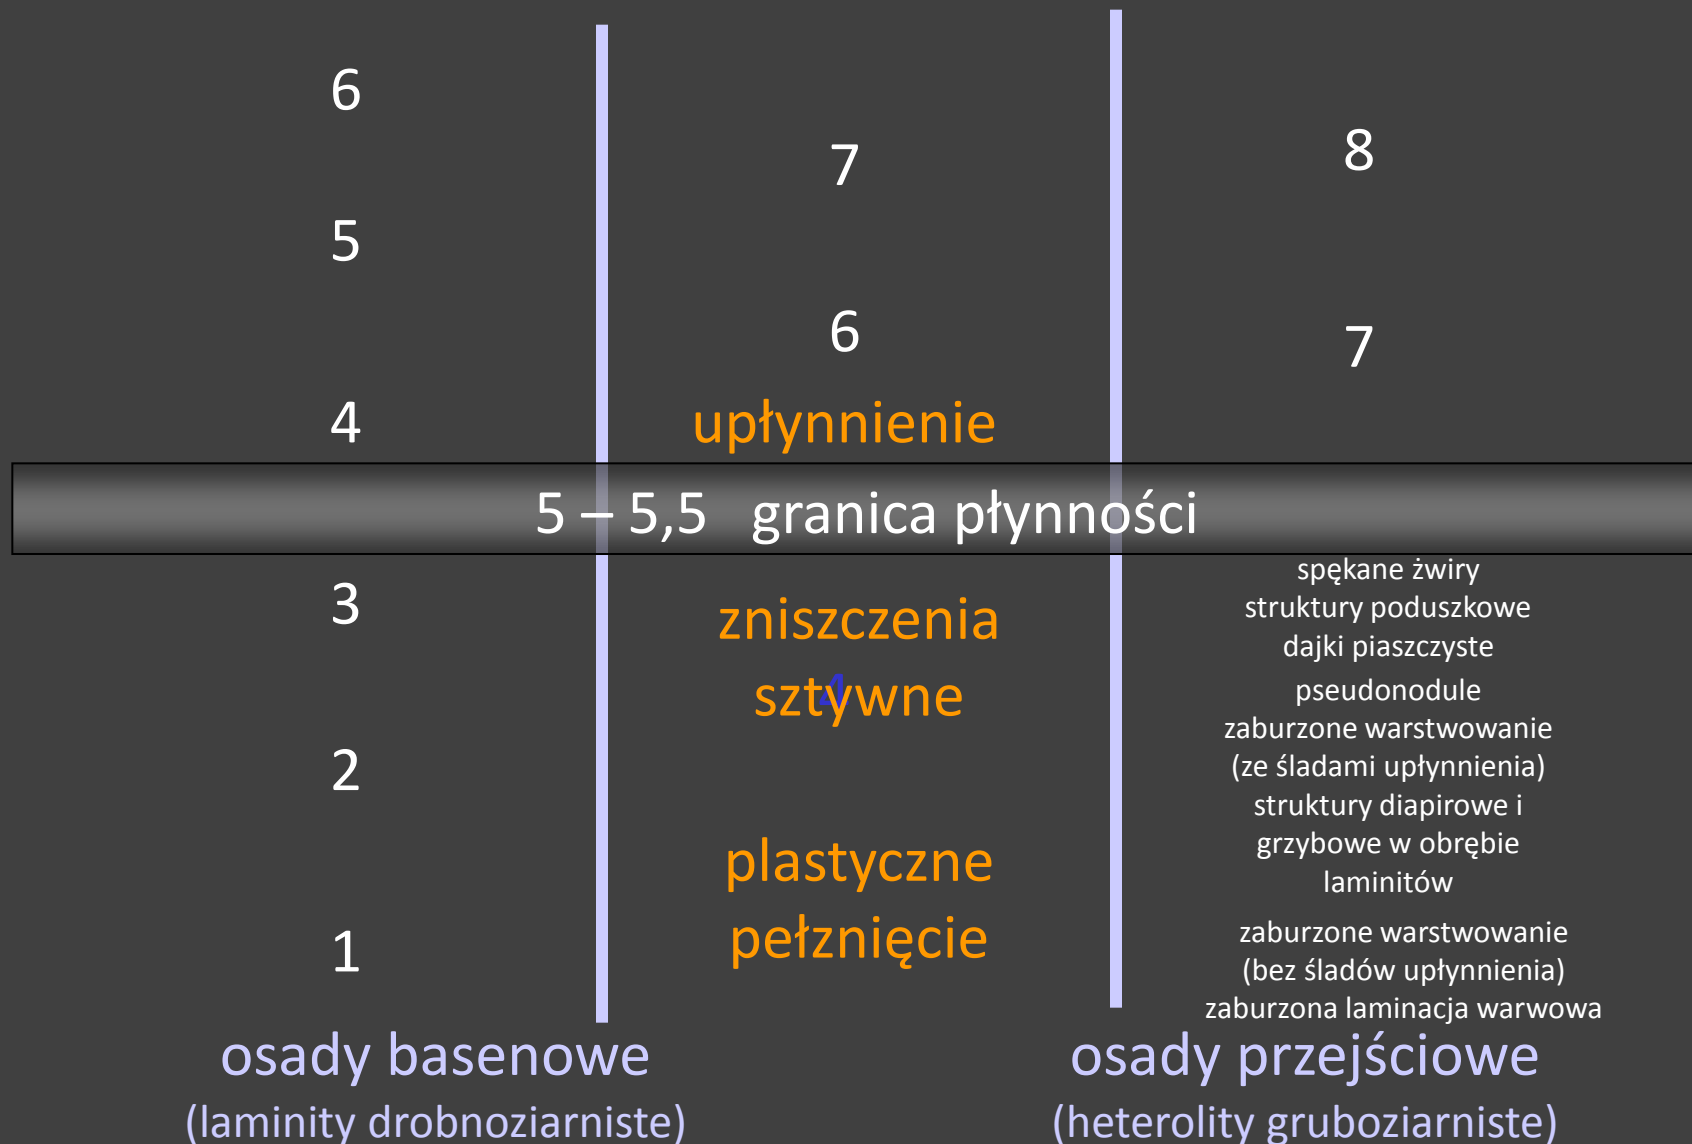 6
7
8
5
6
7
4
upłynnienie
5 – 5,5 granica płynności
3
zniszczenia
sztywne
4
2
plastyczne
pełznięcie
1
spękane żwiry
struktury poduszkowe
dajki piaszczyste
pseudonodule
zaburzone warstwowanie
(ze śladami upłynnienia)
struktury diapirowe i
grzybowe w obrębie
laminitów
zaburzone warstwowanie
(bez śladów upłynnienia)
zaburzona laminacja warwowa
osady basenowe
(laminity drobnoziarniste)
osady przejściowe
(heterolity gruboziarniste)